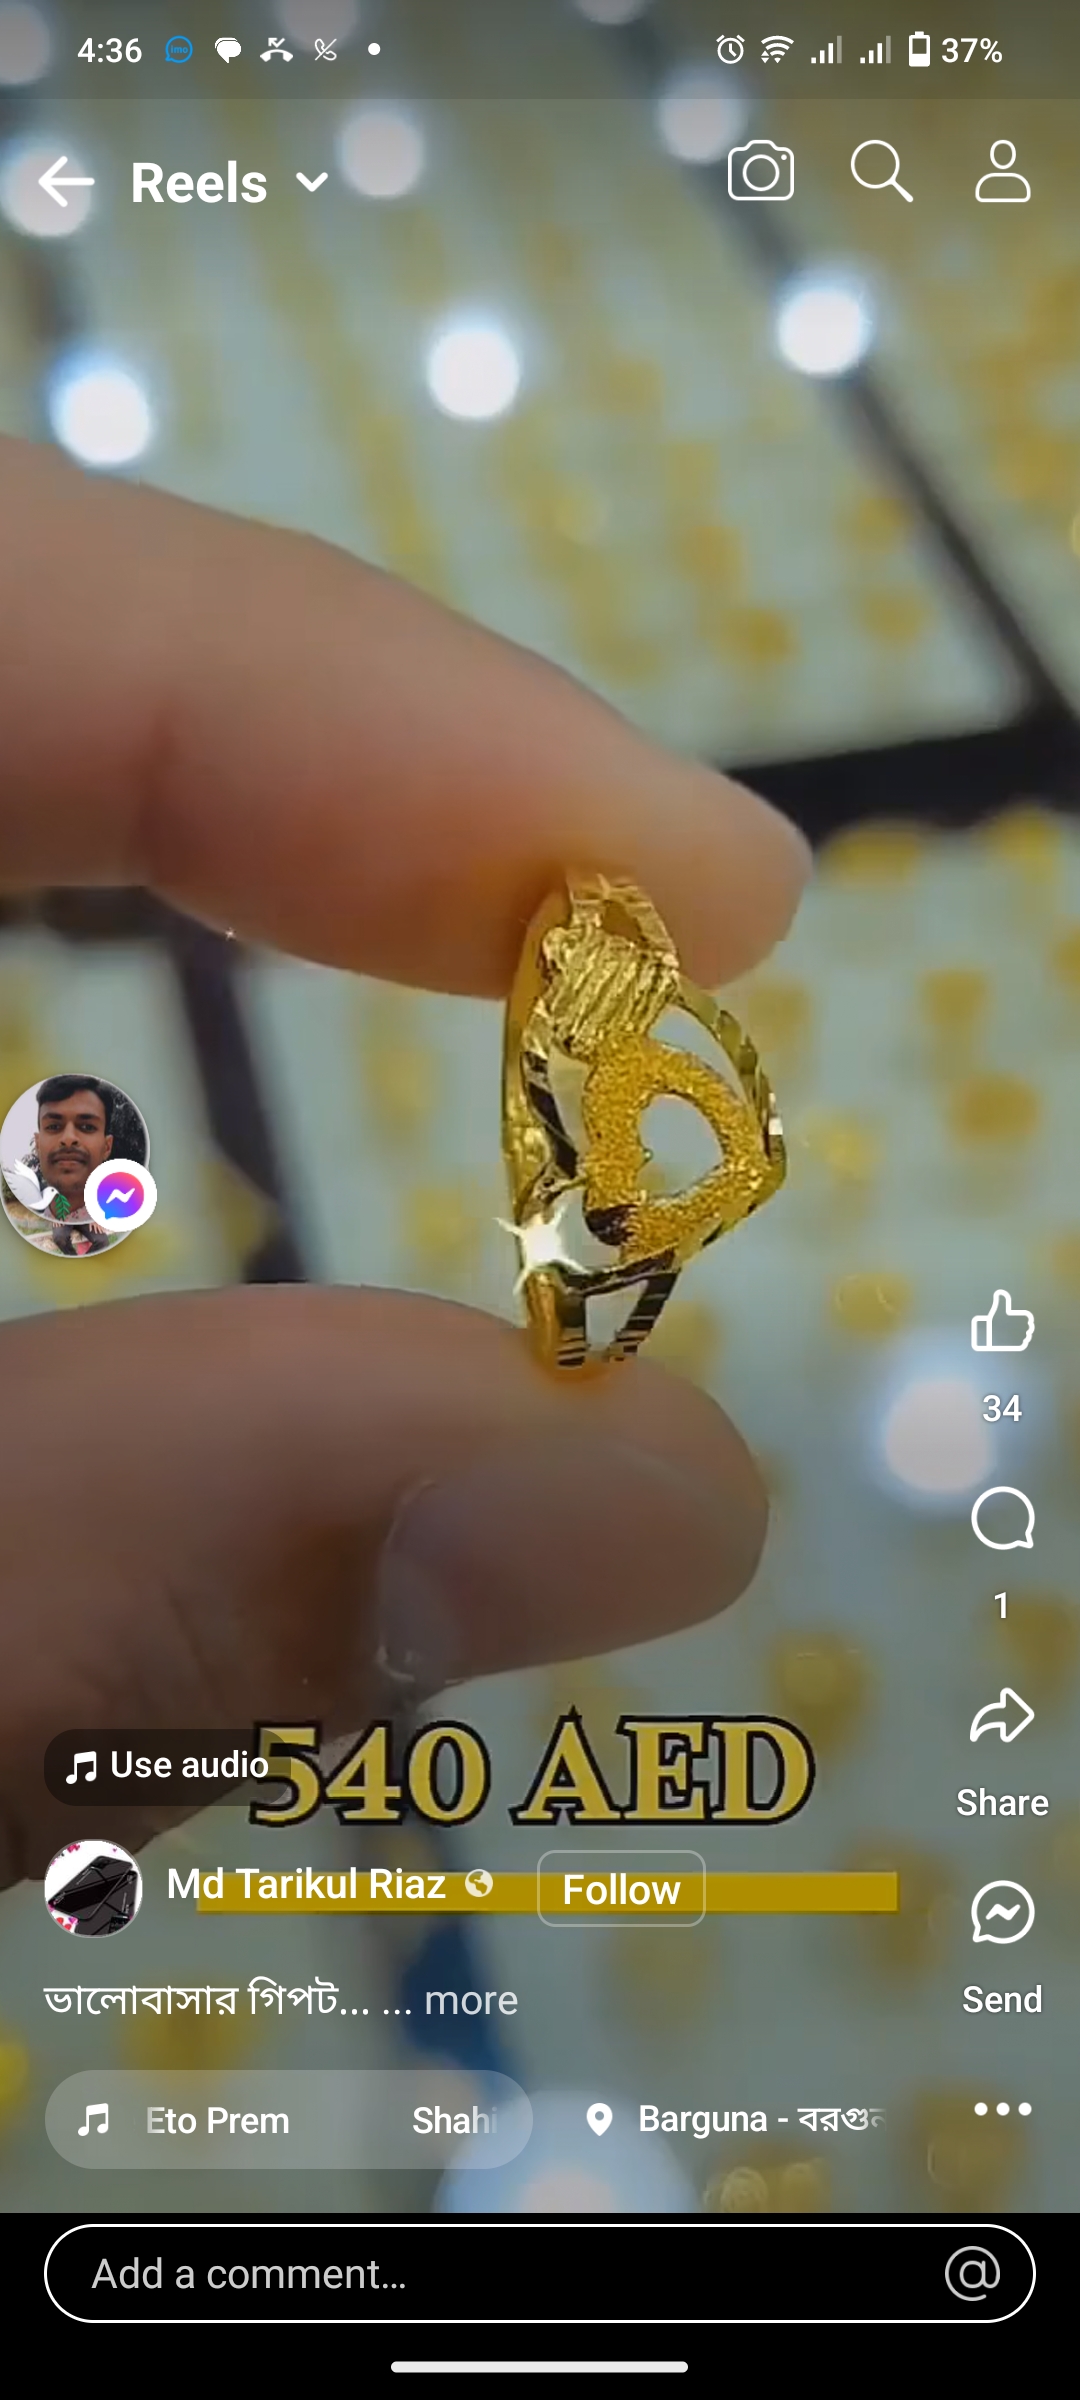 4:36
37%
Reels
34
1
540 AED
Use audio
Share
Md Tarikul Riaz
Follow
ভালোবাসার গিপট... ... more
Send
Eto Prem
Shahi
Barguna - বরগুন
Add a comment...